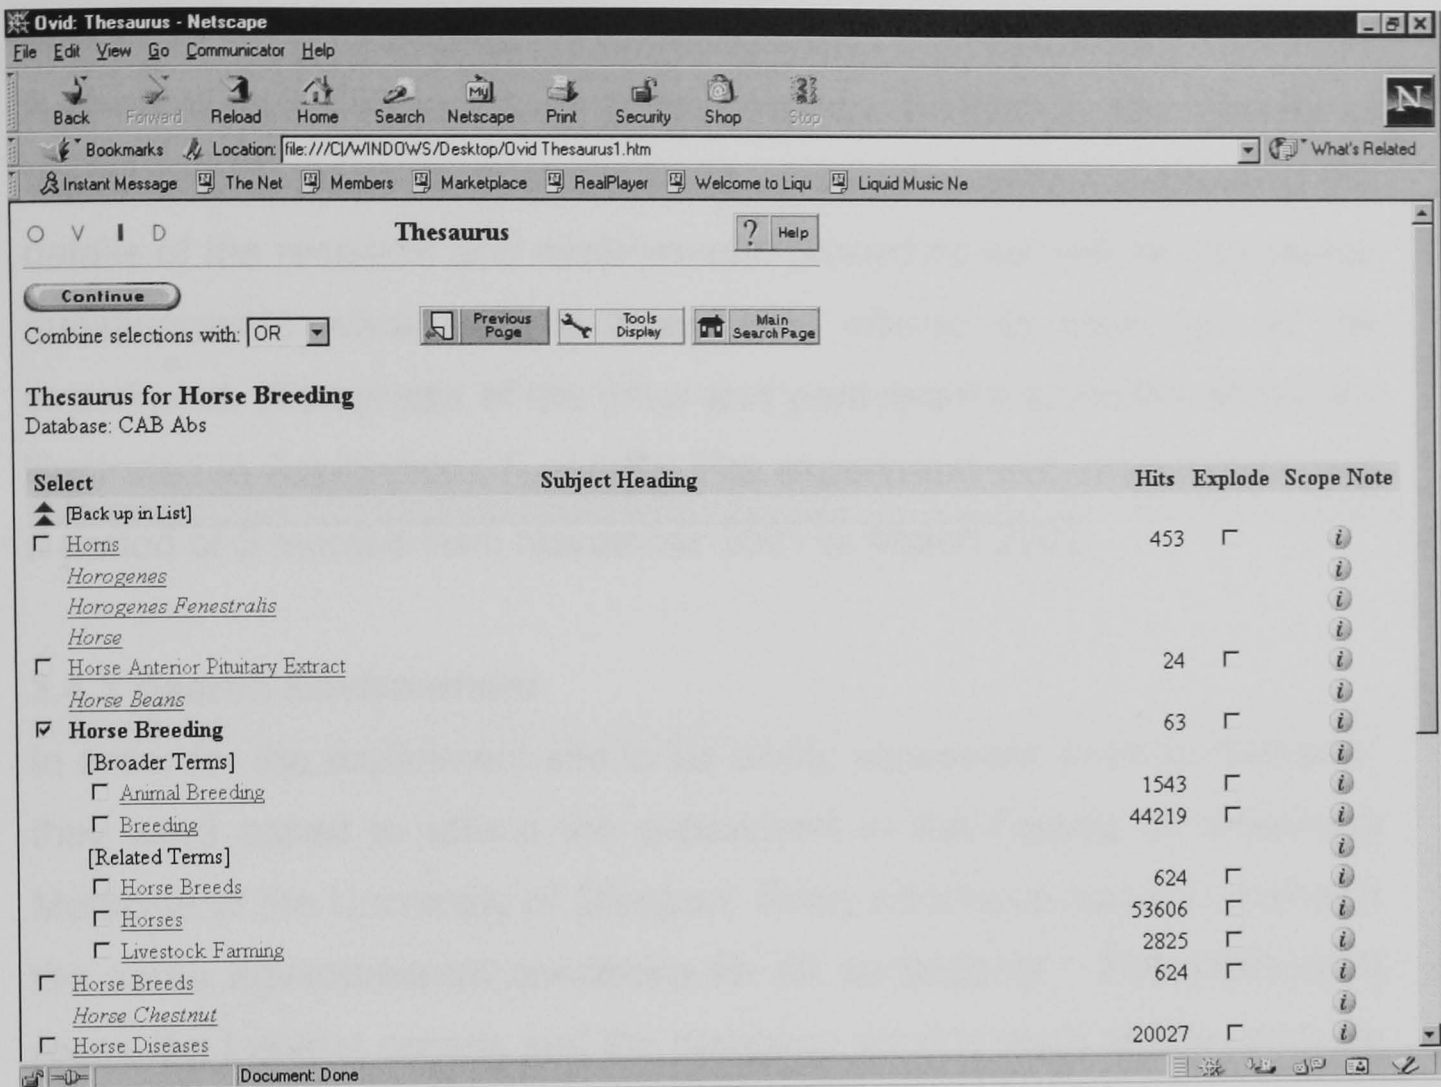 Ovid: Thesaurus - Netscape
File Edit View Go Communicator Help
Back Forward Reload Home Search Netscape Print Security Shop Stop
My
N
Bookmarks Location: file:///C|/WINDOWS/Desktop/Ovid Thesaurus1.htm What's Related
Instant Message The Net Members Marketplace RealPlayer Welcome to Liqu Liquid Music Ne
O V I D Thesaurus ? Help
Continue
Combine selections with: OR Previous Page Tools Display Main Search Page
Thesaurus for Horse Breeding
Database: CAB Abs
Select Subject Heading Hits Explode Scope Note
[Back up in List]
Horns 453 i
Horogenes i
Horogenes Fenestralis i
Horse i
Horse Anterior Pituitary Extract 24 i
Horse Beans i
Horse Breeding 63 i
[Broader Terms] i
Animal Breeding 1543 i
Breeding 44219 i
[Related Terms] i
Horse Breeds 624 i
Horses 53606 i
Livestock Farming 2825 i
Horse Breeds 624 i
Horse Chestnut i
Horse Diseases 20027 i
Document: Done